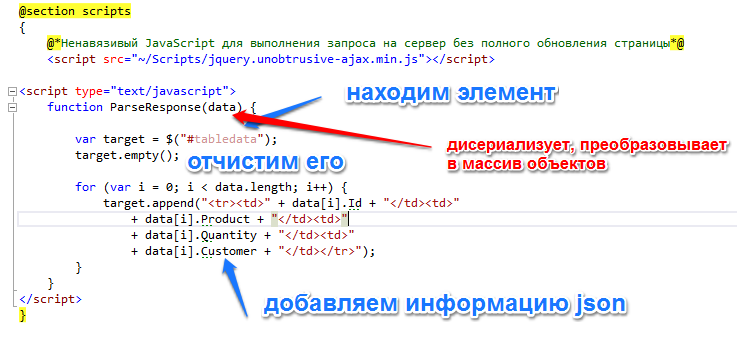 @section scripts
{
@*Ненавязивый JavaScript для выполнения запроса на сервер без полного обновления страницы*@
<script src="~/Scripts/jquery.unobtrusive-ajax.min.js"></script>
<script type="text/javascript">
function ParseResponse(data) {
находим элемент
var target = $("#tabledata");
target.empty();
дисериализует, преобразовывает
в массив объектов
отчистим его
for (var i = 0; i < data.length; i++) {
target.append("<tr><td>" + data[i].Id + "</td><td>"
+ data[i].Product + "</td><td>"
+ data[i].Quantity + "</td><td>"
+ data[i].Customer + "</td></tr>");
}
}
добавляем информацию json
</script>
}